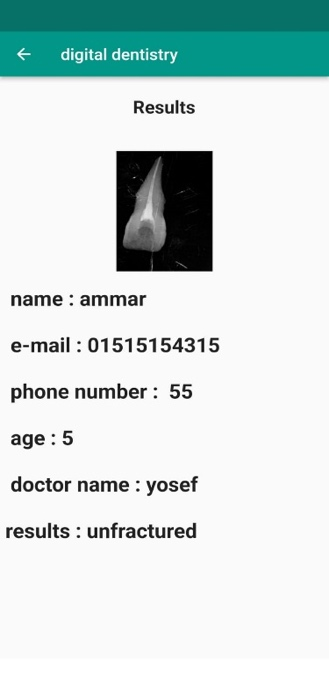 digital dentistry
Results
name : ammar
e-mail : 01515154315
phone number :  55
age : 5
doctor name : yosef
results : unfractured